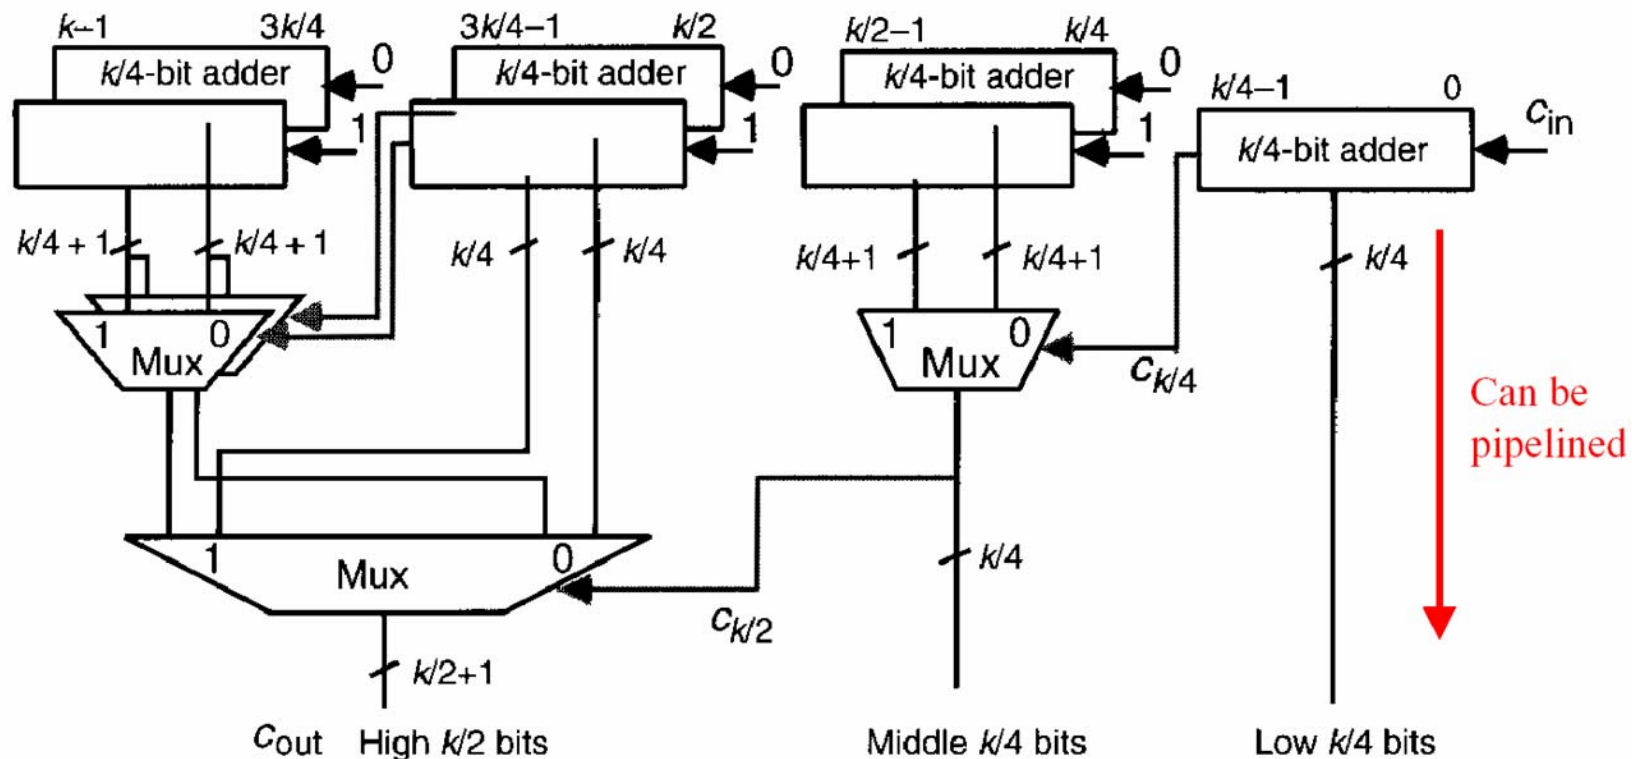 k–1 3k/4 3k/4–1 k/2 k/2–1 k/4
k/4-bit adder 0 k/4-bit adder 0 k/4-bit adder 0
k/4–1 0
1 1 1 k/4-bit adder c_in
k/4 + 1 k/4 + 1 k/4 k/4 k/4+1 k/4+1 k/4
1 0 1 0
Mux Mux c_k/4
Can be
pipelined
1 0
Mux k/4
c_k/2
k/2+1
c_out High k/2 bits Middle k/4 bits Low k/4 bits